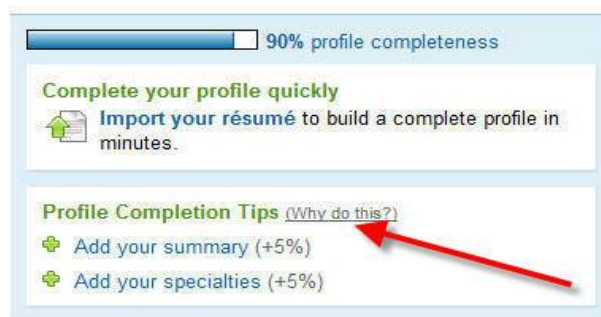 90% profile completeness
Complete your profile quickly
Import your résumé to build a complete profile in
minutes.
Profile Completion Tips (Why do this?)
Add your summary (+5%)
Add your specialties (+5%)